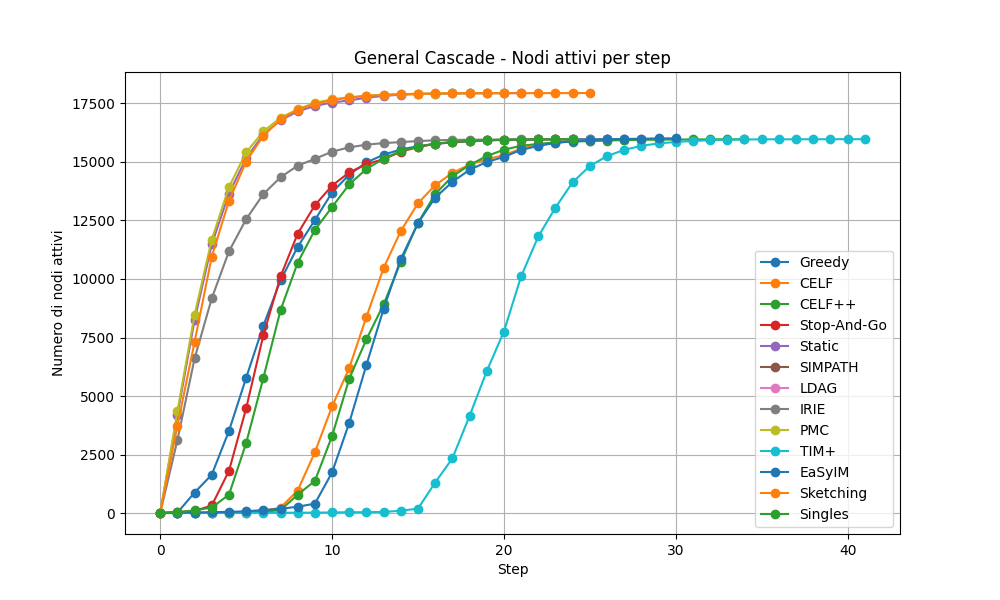 General Cascade - Nodi attivi per step
Numero di nodi attivi
17500
15000
12500
10000
7500
5000
2500
0
Greedy
CELF
CELF++
Stop-And-Go
Static
SIMPATH
LDAG
IRIE
PMC
TIM+
EaSyIM
Sketching
Singles
0 10 20 30 40
Step